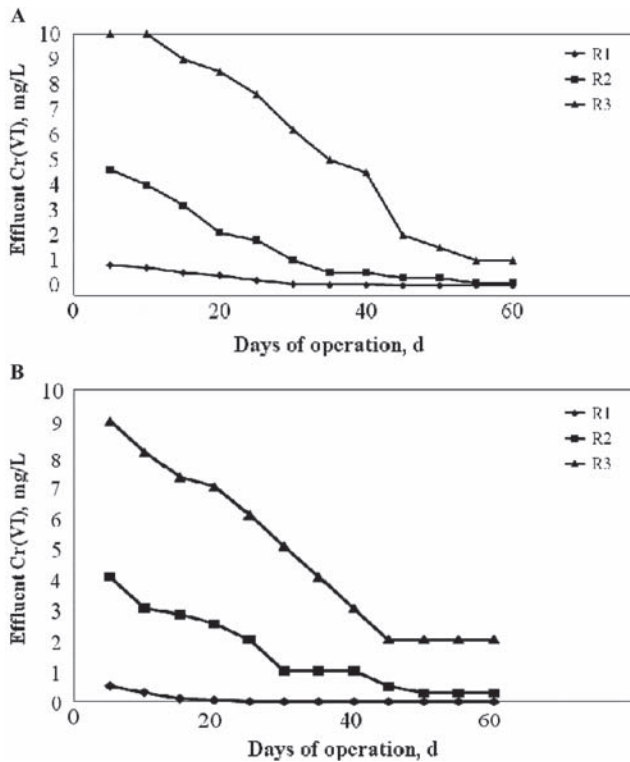 A
10
9
8
7
6
5
4
3
2
1
0
Effluent Cr(VI), mg/L
R1
R2
R3
0 20 40 60
Days of operation, d
B
10
9
8
7
6
5
4
3
2
1
0
Effluent Cr(VI), mg/L
R1
R2
R3
0 20 40 60
Days of operation, d